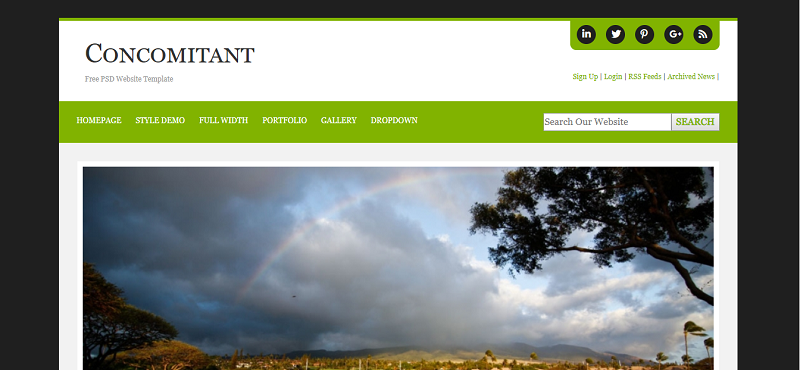 CONCOMITANT
Free PSD Website Template
Sign Up | Login | RSS Feeds | Archived News |
HOMEPAGE STYLE DEMO FULL WIDTH PORTFOLIO GALLERY DROPDOWN
Search Our Website SEARCH